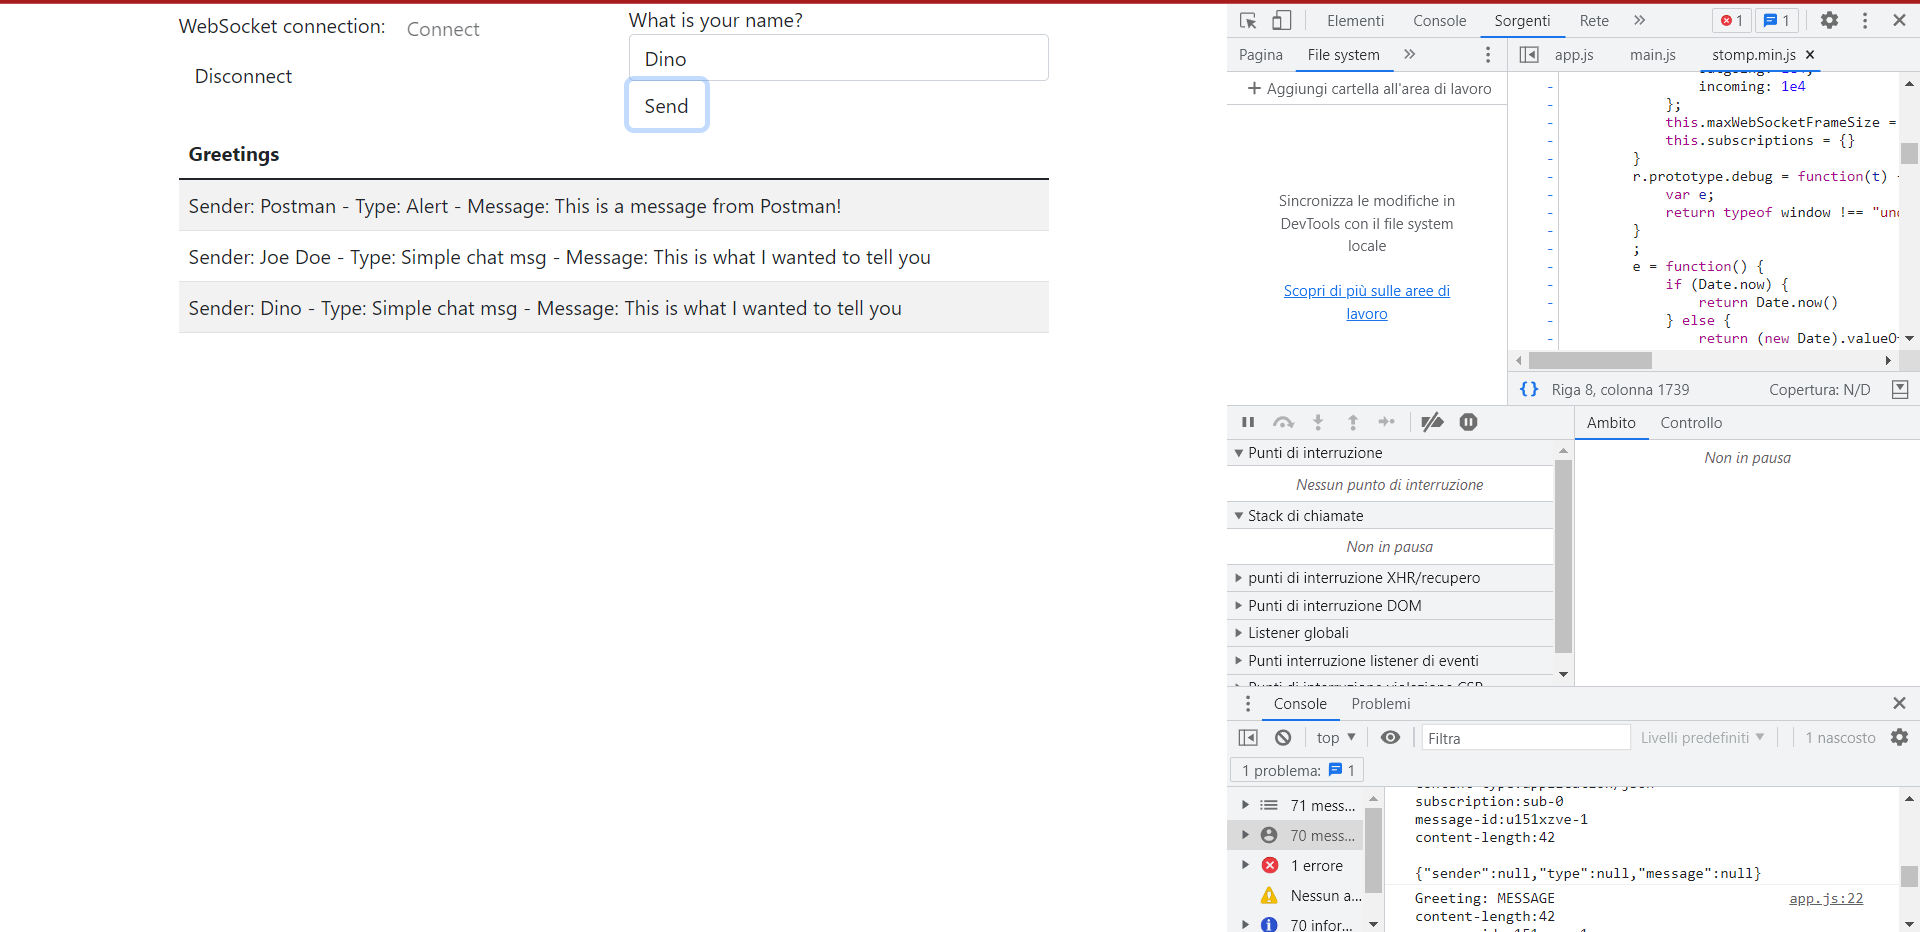 WebSocket connection:
Connect
Disconnect
What is your name?
Dino
Send
Greetings
Sender: Postman - Type: Alert - Message: This is a message from Postman!
Sender: Joe Doe - Type: Simple chat msg - Message: This is what I wanted to tell you
Sender: Dino - Type: Simple chat msg - Message: This is what I wanted to tell you
Elementi Console Sorgenti Rete 1 1
Pagina File system
app.js main.js stomp.min.js
Aggiungi cartella all'area di lavoro
Sincronizza le modifiche in
DevTools con il file system
locale
Scopri di più sulle aree di
lavoro
incoming: 1e4
};
this.maxWebSocketFrameSize =
this.subscriptions = {}
}
r.prototype.debug = function(t)
var e;
return typeof window !== "un
}
;
e = function() {
if (Date.now) {
return Date.now()
} else {
return (new Date).valueO
{} Riga 8, colonna 1739 Copertura: N/D
Punti di interruzione
Nessun punto di interruzione
Stack di chiamate
Non in pausa
punti di interruzione XHR/recupero
Punti di interruzione DOM
Listener globali
Punti interruzione listener di eventi
Punti di interruzione violazione CSP
Ambito Controllo
Non in pausa
Console Problemi
top Filtra Livelli predefiniti 1 nascosto
1 problema: 1
71 mess...
70 mess...
1 errore
Nessun a...
70 infor...
content-type:application/json
subscription:sub-0
message-id:u151xzve-1
content-length:42
{"sender":null,"type":null,"message":null}
Greeting: MESSAGE app.js:22
content-length:42